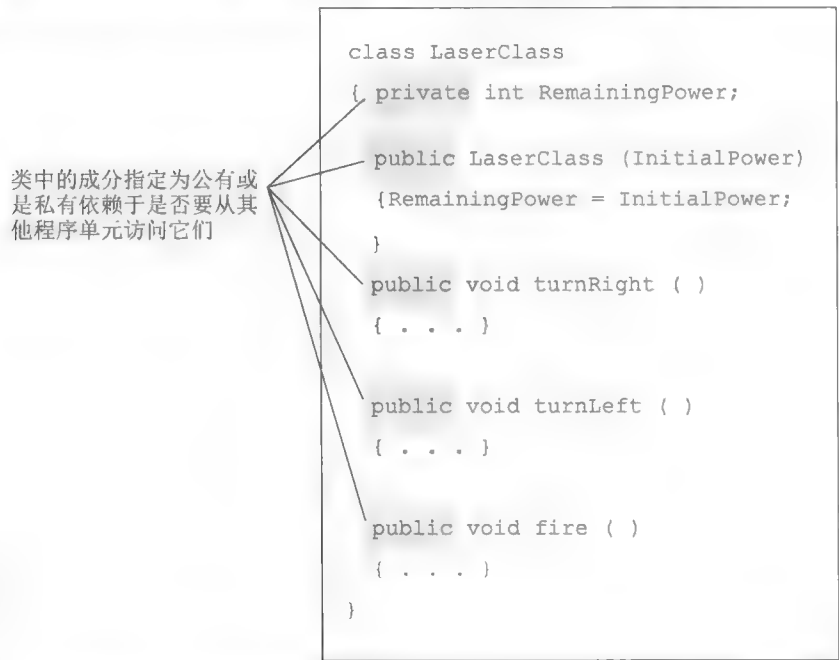 类中的成分指定为公有或
是私有依赖于是否要从其
他程序单元访问它们
class LaserClass
{ private int RemainingPower;
public LaserClass (InitialPower)
{RemainingPower = InitialPower;
}
public void turnRight ( )
{ . . . }
public void turnLeft ( )
{ . . . }
public void fire ( )
{ . . . }
}